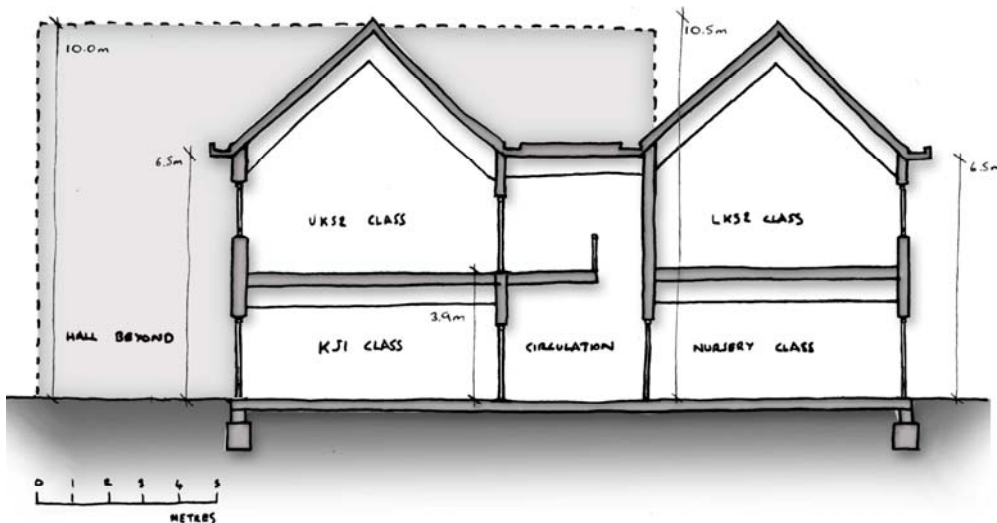 10.0m
10.5m
6.5m
6.5m
UKS2 CLASS
LKS2 CLASS
3.9m
HALL BEYOND
KS1 CLASS
CIRCULATION
NURSERY CLASS
0 1 2 3 4 5
METRES